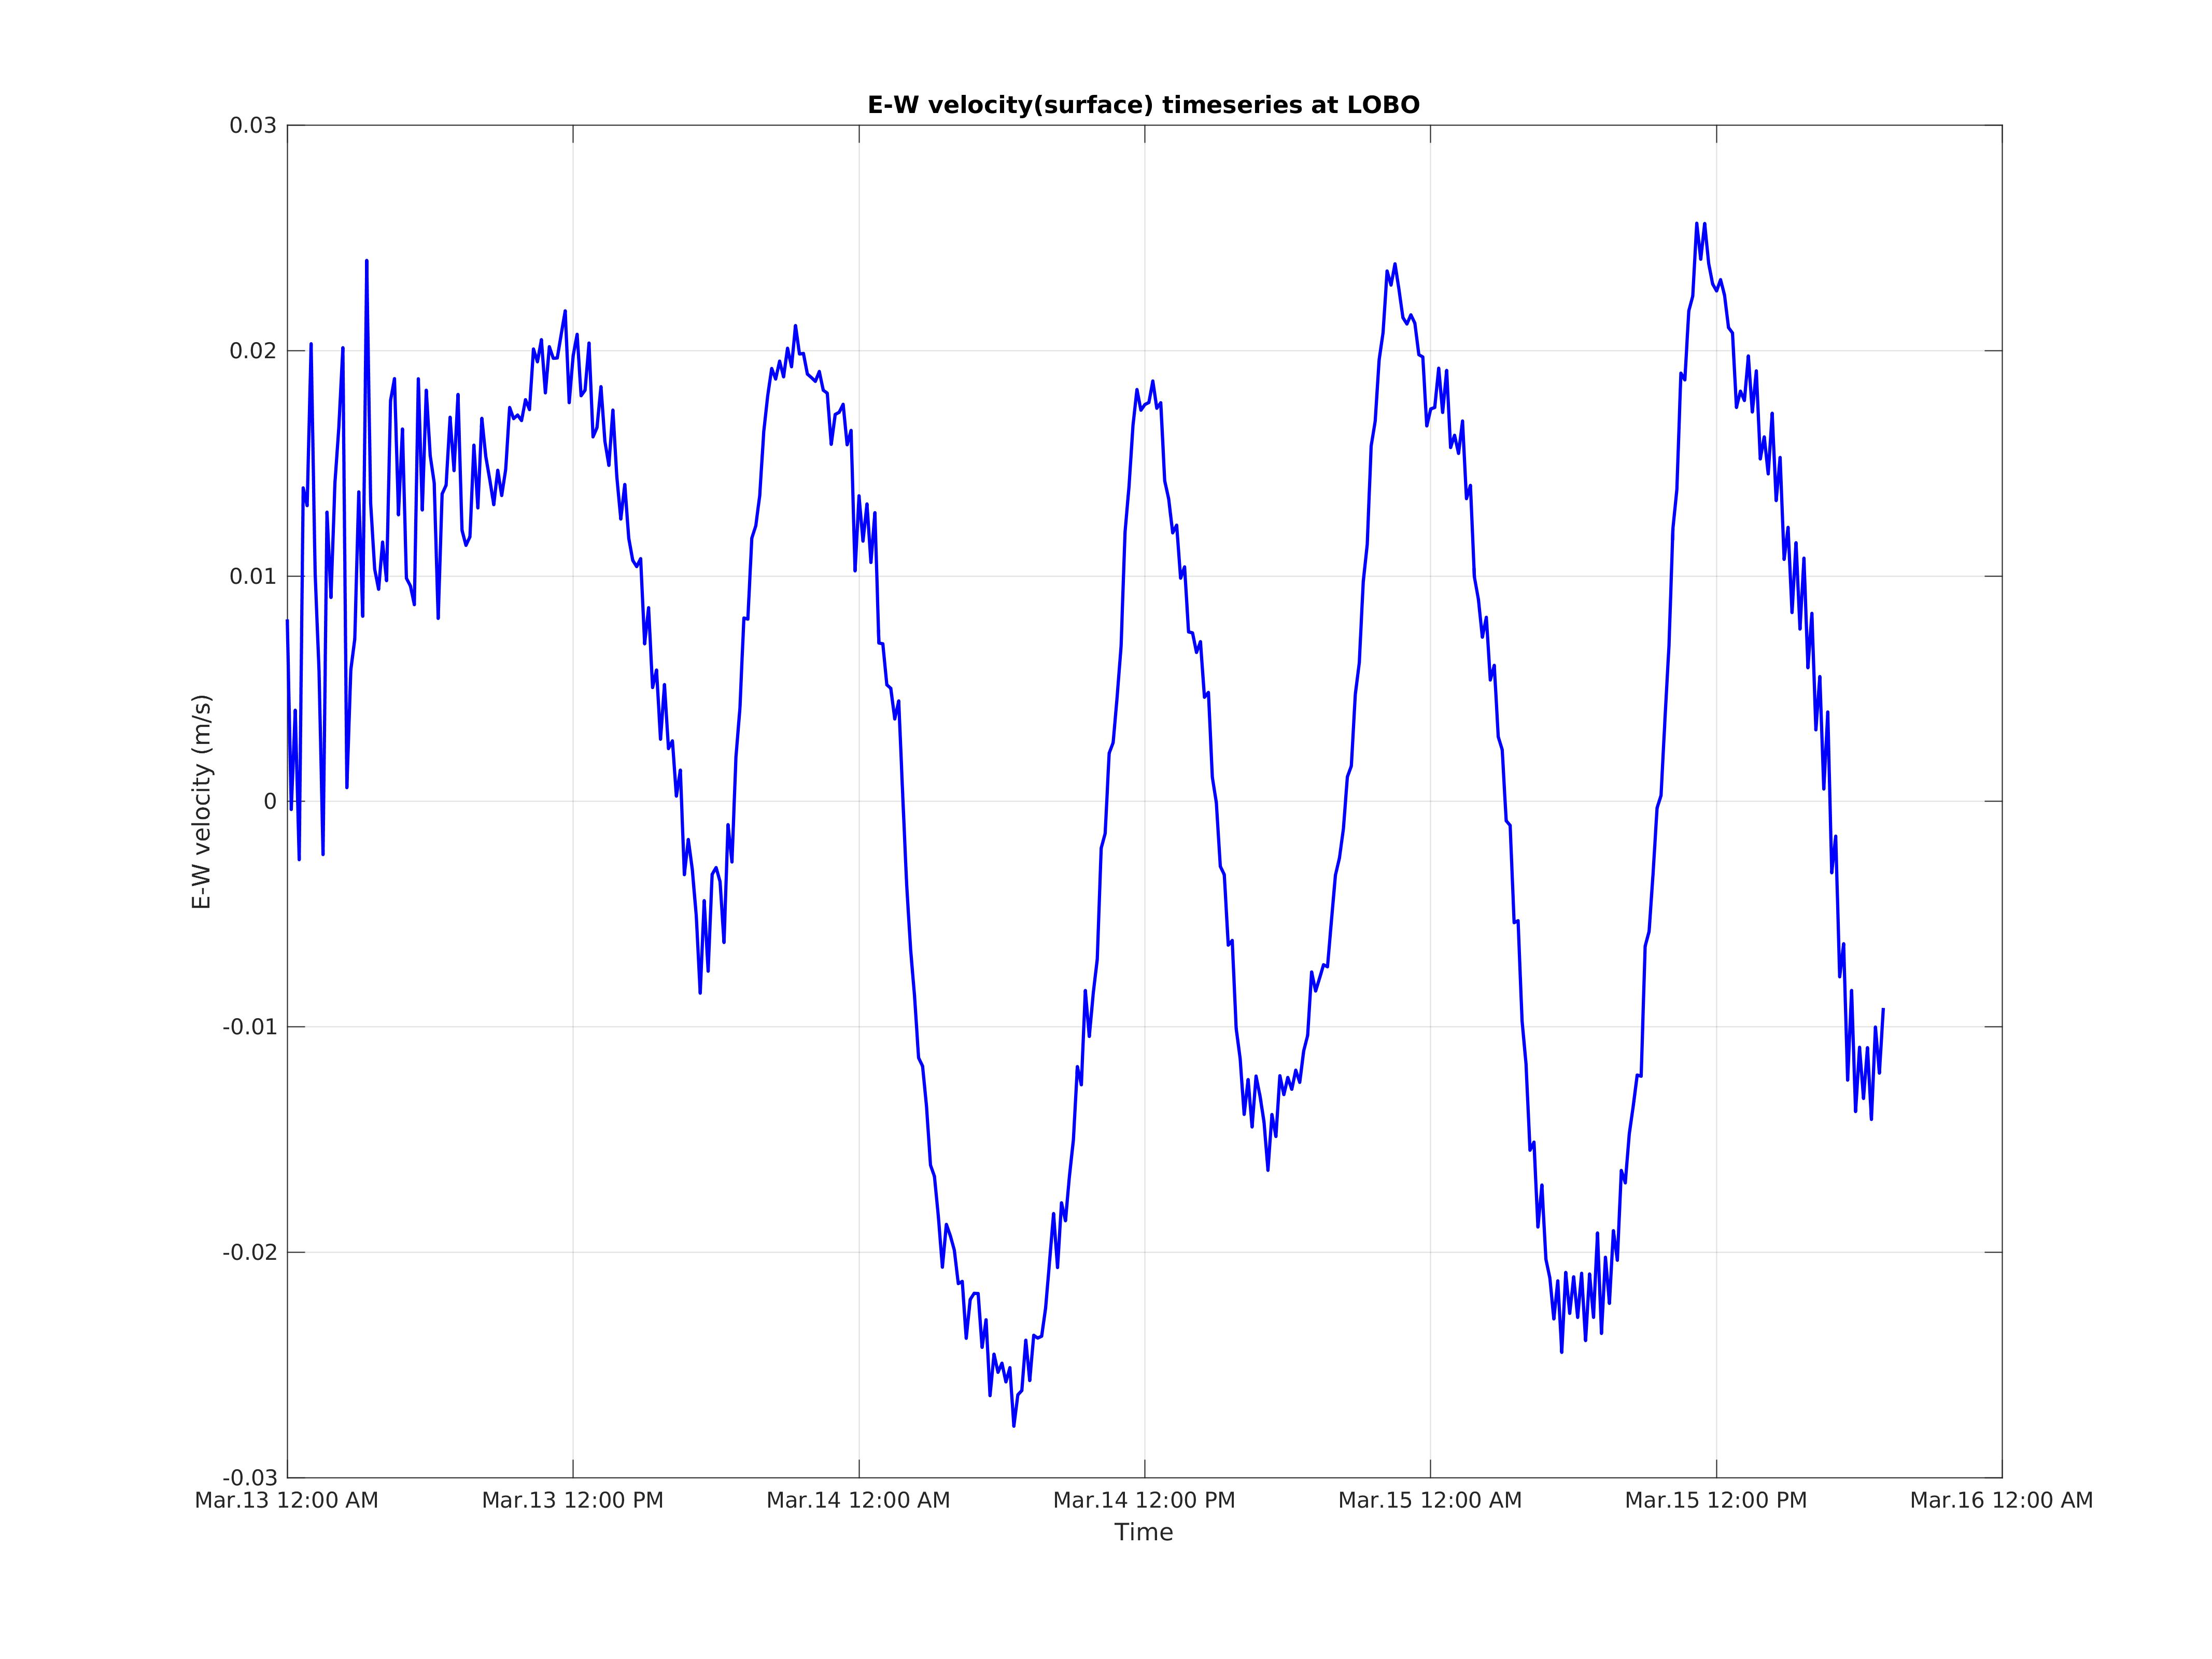 E-W velocity(surface) timeseries at LOBO
0.03
0.02
0.01
0
-0.01
-0.02
-0.03
E-W velocity (m/s)
Mar.13 12:00 AM Mar.13 12:00 PM Mar.14 12:00 AM Mar.14 12:00 PM Mar.15 12:00 AM Mar.15 12:00 PM Mar.16 12:00 AM
Time